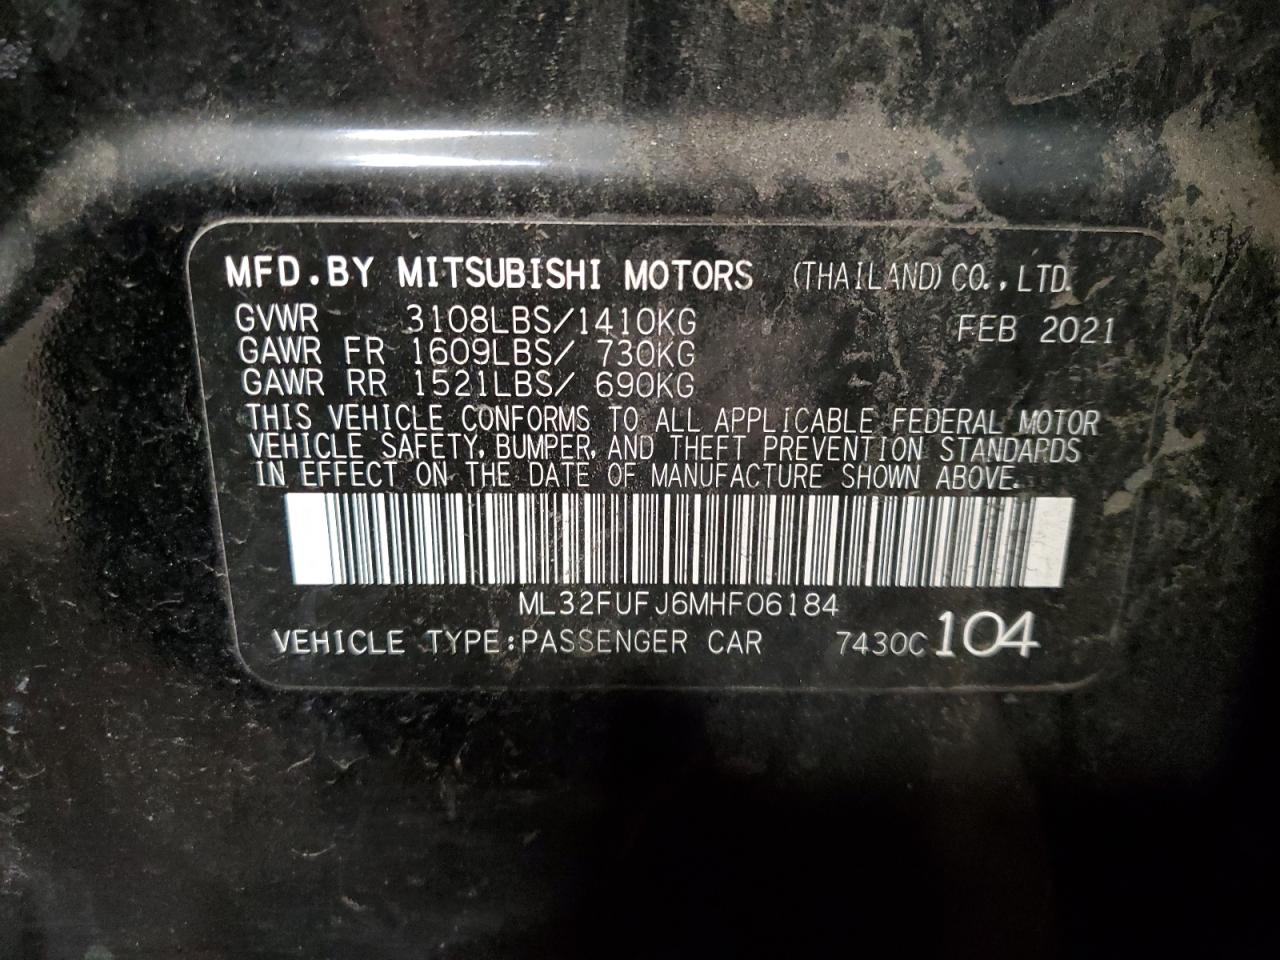 MFD.BY MITSUBISHI MOTORS (THAILAND) CO.,LTD.
GVWR 3108LBS/1410KG FEB 2021
GAWR FR 1609LBS/ 730KG
GAWR RR 1521LBS/ 690KG
THIS VEHICLE CONFORMS TO ALL APPLICABLE FEDERAL MOTOR
VEHICLE SAFETY, BUMPER, AND THEFT PREVENTION STANDARDS
IN EFFECT ON THE DATE OF MANUFACTURE SHOWN ABOVE.
ML32FUFJ6MHF06184
VEHICLE TYPE:PASSENGER CAR 7430C 104